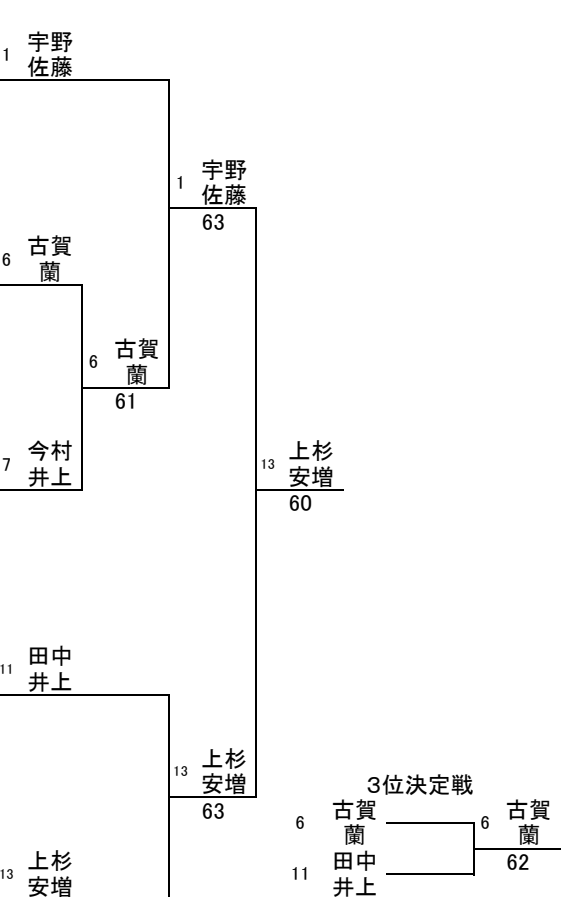 1
宇野
佐藤
1
宇野
佐藤
63
6
古賀
蘭
6
古賀
蘭
61
7
今村
井上
13
上杉
安増
60
11
田中
井上
13
上杉
安増
63
13
上杉
安増
3位決定戦
6
古賀
蘭
11
田中
井上
6
古賀
蘭
62